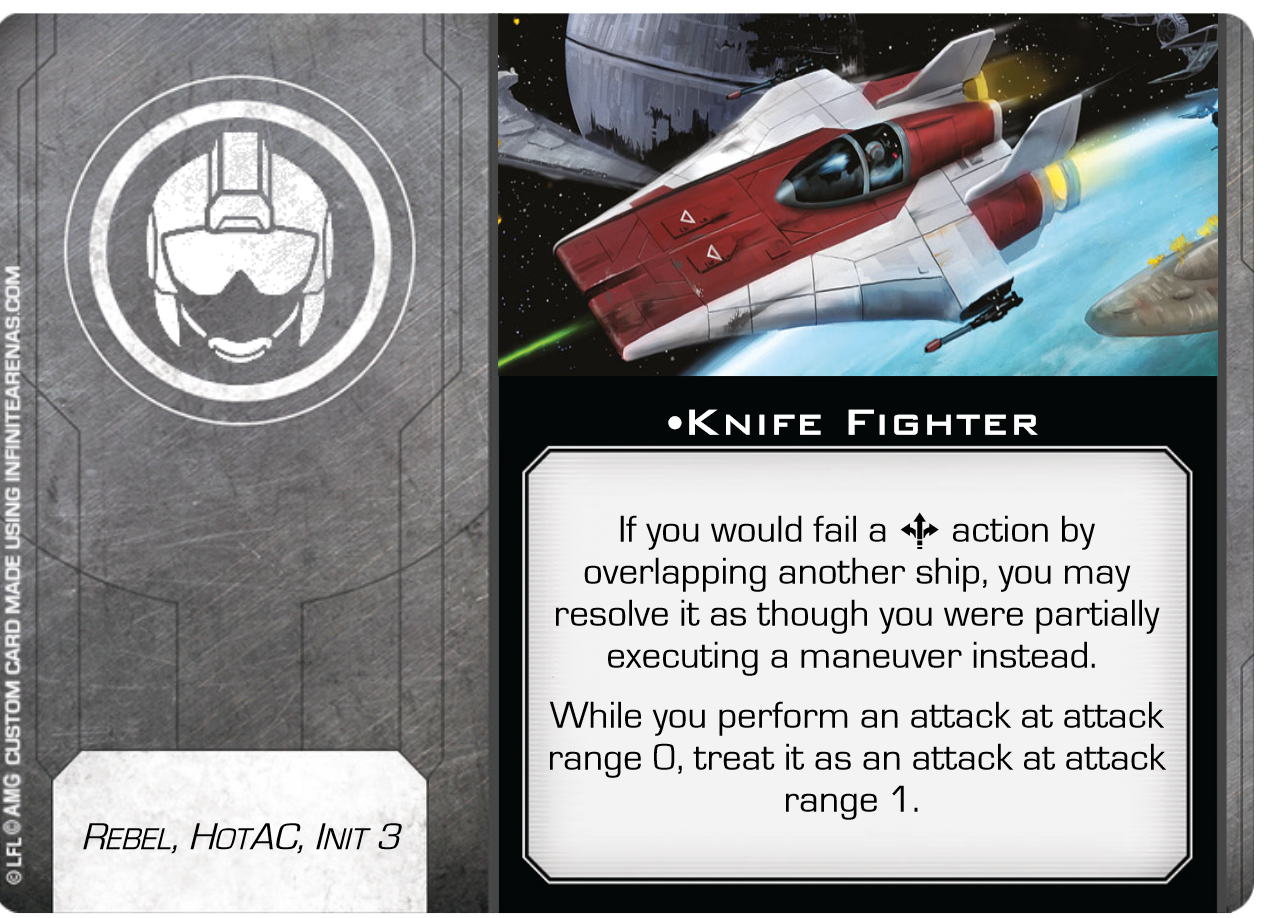 •Knife Fighter
If you would fail a action by
overlapping another ship, you may
resolve it as though you were partially
executing a maneuver instead.
While you perform an attack at attack
range 0, treat it as an attack at attack
range 1.
Rebel, HotAC, Init 3
© LFL © AMG CUSTOM CARD MADE USING INFINITEARENAS.COM